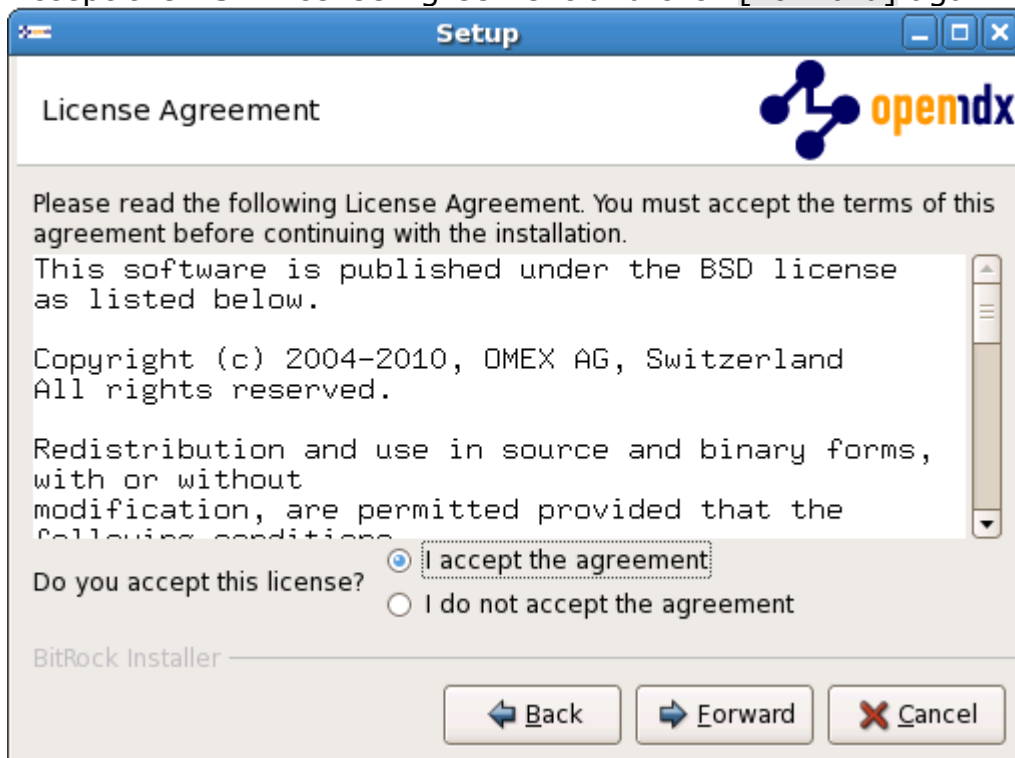 Setup
License Agreement
openmdx
Please read the following License Agreement. You must accept the terms of this
agreement before continuing with the installation.
This software is published under the BSD license
as listed below.
Copyright (c) 2004-2010, OMEX AG, Switzerland
All rights reserved.
Redistribution and use in source and binary forms,
with or without
modification, are permitted provided that the
following conditions
Do you accept this license?
I accept the agreement
I do not accept the agreement
BitRock Installer
Back
Forward
Cancel